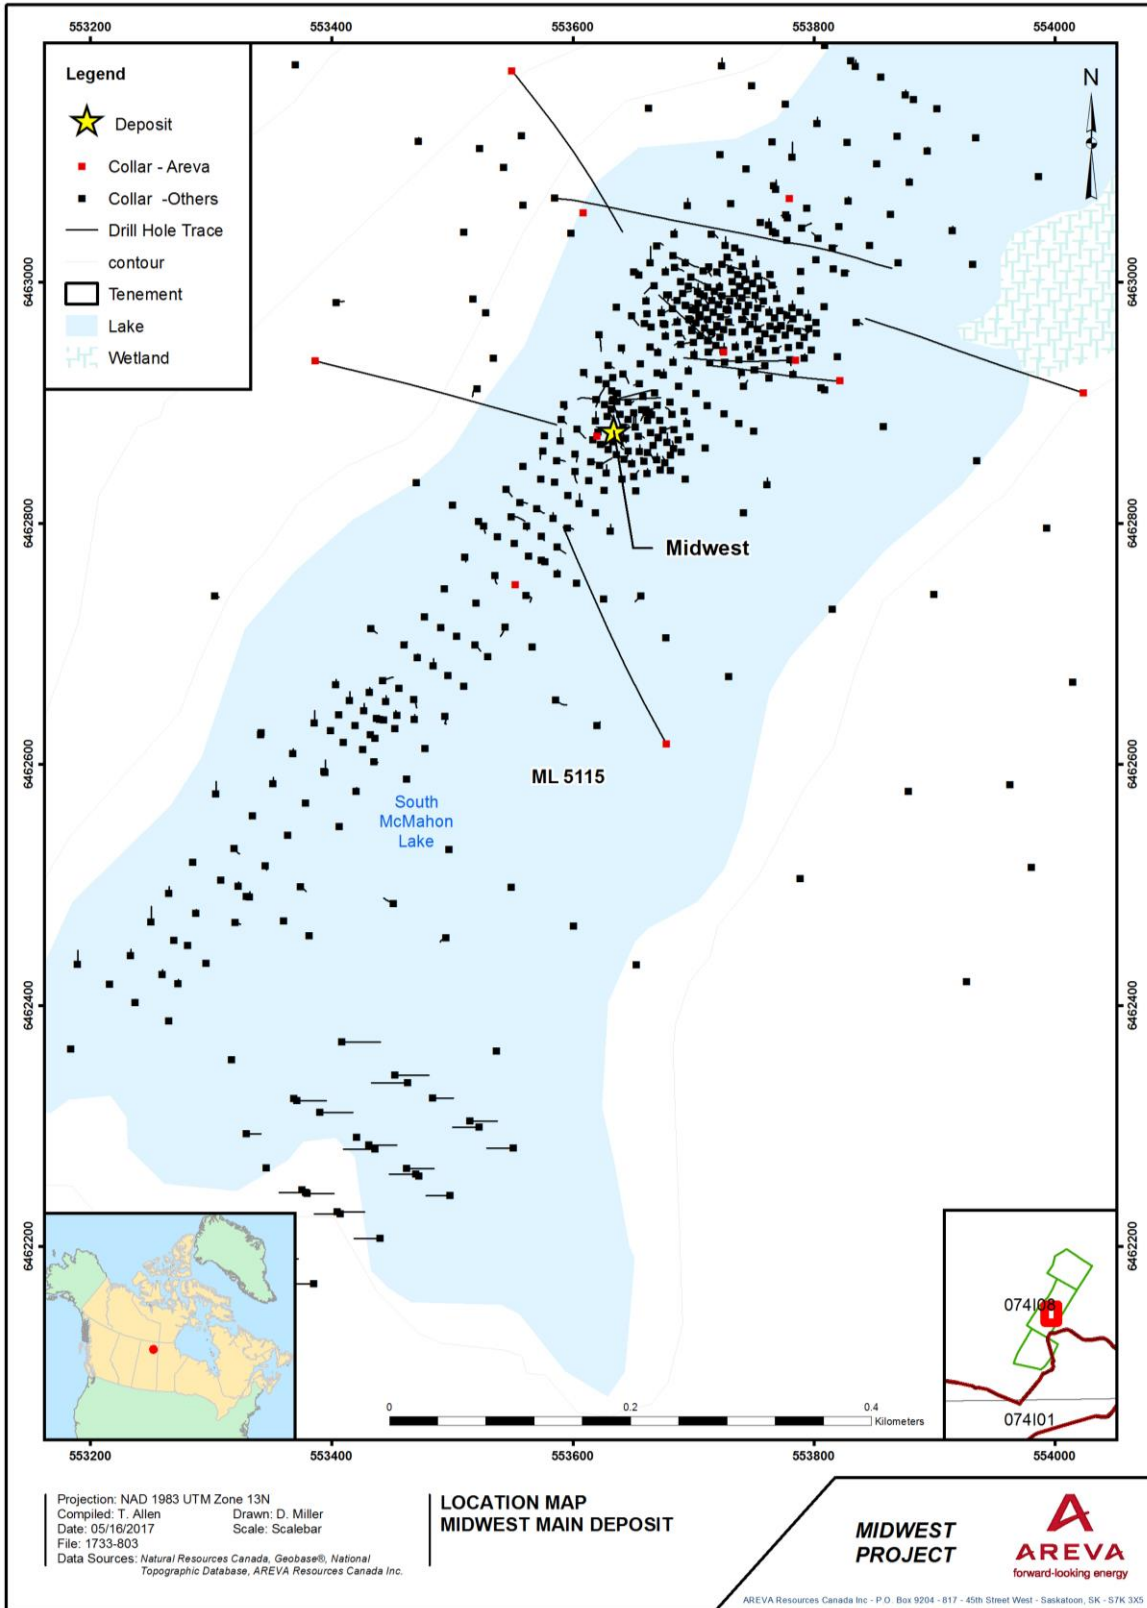 553200 553400 553600 553800 554000
Legend
Deposit
Collar - Areva
Collar -Others
Drill Hole Trace
contour
Tenement
Lake
Wetland
N
6463000
6463000
6462800
6462800
Midwest
6462600
6462600
ML 5115
South
McMahon
Lake
6462400
6462400
6462200
6462200
074I08
074I01
0 0.2 0.4
Kilometers
553200 553400 553600 553800 554000
Projection: NAD 1983 UTM Zone 13N
Compiled: T. Allen Drawn: D. Miller
Date: 05/16/2017 Scale: Scalebar
File: 1733-803
Data Sources: Natural Resources Canada, Geobase®, National
Topographic Database, AREVA Resources Canada Inc.
LOCATION MAP
MIDWEST MAIN DEPOSIT
MIDWEST
PROJECT
AREVA
forward-looking energy
AREVA Resources Canada Inc - P.O. Box 9204 - 817 - 45th Street West - Saskatoon, SK - S7K 3X5